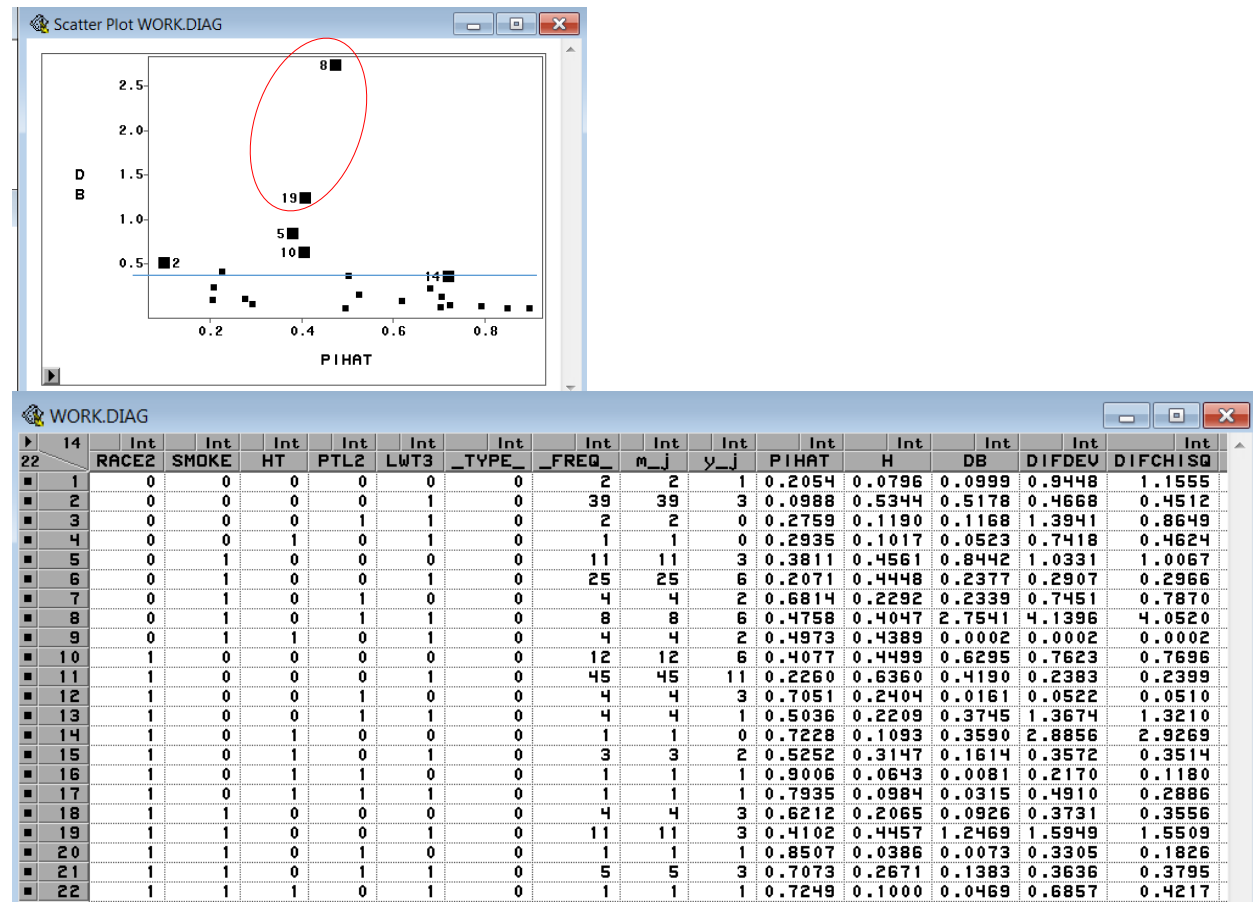 Scatter Plot WORK.DIAG
8
2.5
2.0
D
B
1.5
19
1.0
5
10
0.5
2
14
0.2 0.4 0.6 0.8
PIHAT
WORK.DIAG
14 Int Int Int Int Int Int Int Int Int Int Int Int Int Int
22 RACE2 SMOKE HT PTL2 LWT3 _TYPE_ _FREQ_ m_j y_j PIHAT H DB DIFDEV DIFCHISQ
1 0 0 0 0 0 0 2 2 1 0.2054 0.0796 0.0999 0.9448 1.1555
2 0 0 0 0 1 0 39 39 3 0.0988 0.5344 0.5178 0.4668 0.4512
3 0 0 0 1 1 0 2 2 0 0.2759 0.1190 0.1168 1.3941 0.8649
4 0 0 1 0 1 0 1 1 0 0.2935 0.1017 0.0523 0.7418 0.4624
5 0 1 0 0 0 0 11 11 3 0.3811 0.4561 0.8442 1.0331 1.0067
6 0 1 0 0 1 0 25 25 6 0.2071 0.4448 0.2377 0.2907 0.2966
7 0 1 0 1 0 0 4 4 2 0.6814 0.2292 0.2339 0.7451 0.7870
8 0 1 0 1 1 0 8 8 6 0.4758 0.4047 2.7541 4.1396 4.0520
9 0 1 1 0 1 0 4 4 2 0.4973 0.4389 0.0002 0.0002 0.0002
10 1 0 0 0 0 0 12 12 6 0.4077 0.4499 0.6295 0.7623 0.7696
11 1 0 0 0 1 0 45 45 11 0.2260 0.6360 0.4190 0.2383 0.2399
12 1 0 0 1 0 0 4 4 3 0.7051 0.2404 0.0161 0.0522 0.0510
13 1 0 0 1 1 0 4 4 1 0.5036 0.2209 0.3745 1.3674 1.3210
14 1 0 1 0 0 0 1 1 0 0.7228 0.1093 0.3590 2.8856 2.9269
15 1 0 1 0 1 0 3 3 2 0.5252 0.3147 0.1614 0.3572 0.3514
16 1 0 1 1 0 0 1 1 1 0.9006 0.0643 0.0081 0.2170 0.1180
17 1 0 1 1 1 0 1 1 1 0.7935 0.0984 0.0315 0.4910 0.2886
18 1 1 0 0 0 0 4 4 3 0.6212 0.2065 0.0926 0.3731 0.3556
19 1 1 0 0 1 0 11 11 3 0.4102 0.4457 1.2469 1.5949 1.5509
20 1 1 0 1 0 0 1 1 1 0.8507 0.0386 0.0073 0.3305 0.1826
21 1 1 0 1 1 0 5 5 3 0.7073 0.2671 0.1383 0.3636 0.3795
22 1 1 1 0 1 0 1 1 1 0.7249 0.1000 0.0469 0.6857 0.4217